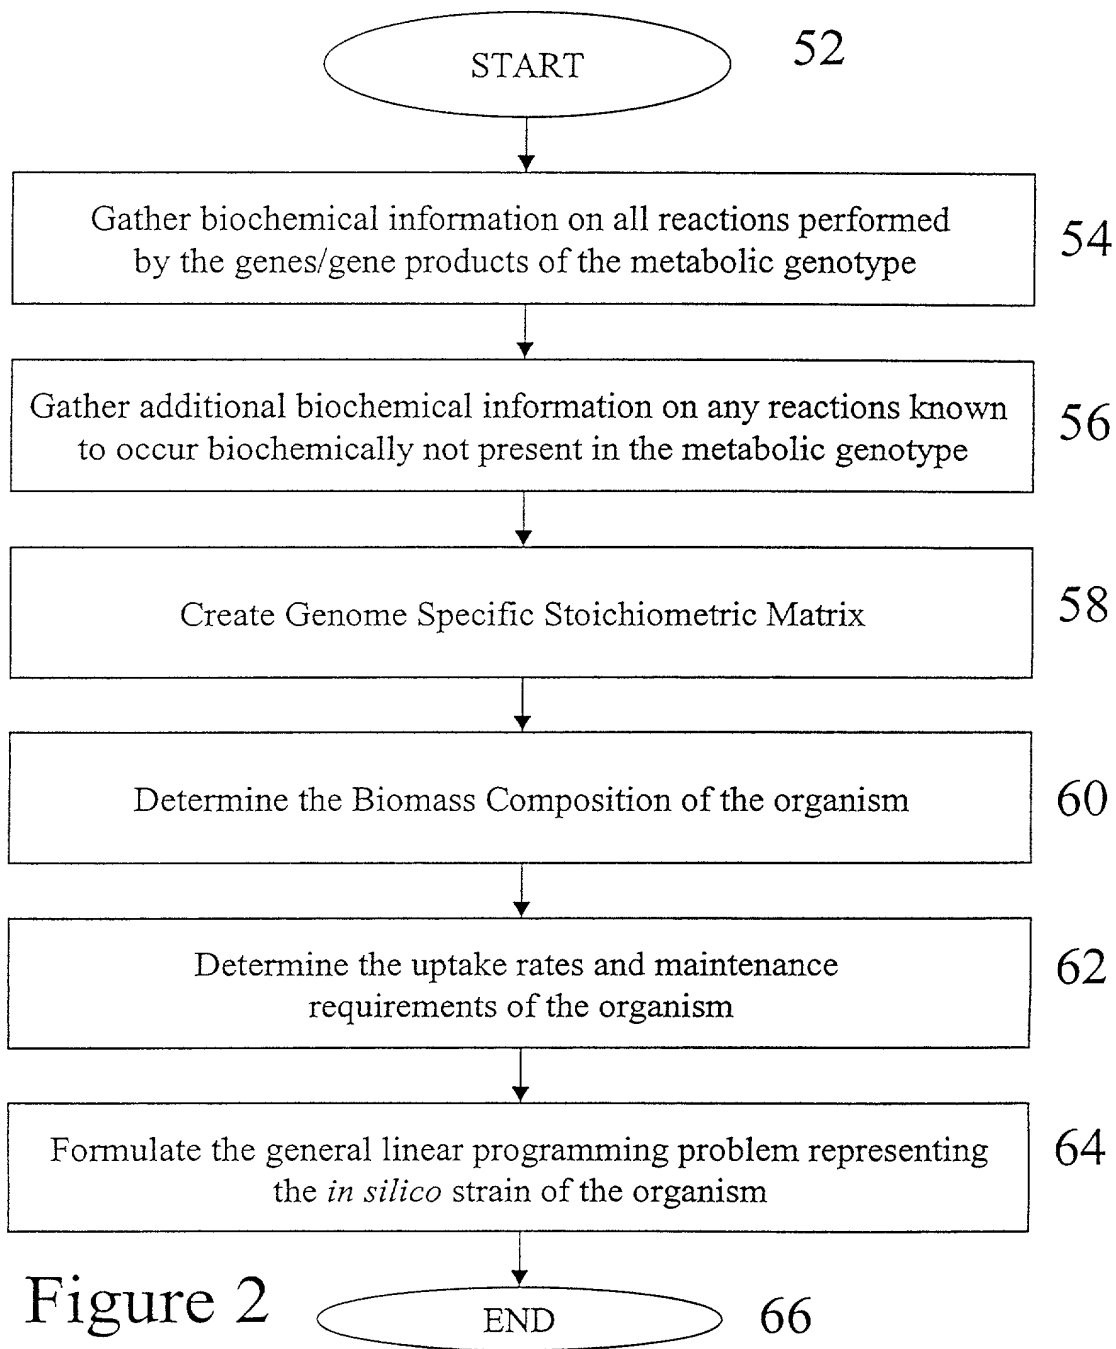 START
52
Gather biochemical information on all reactions performed
by the genes/gene products of the metabolic genotype
54
Gather additional biochemical information on any reactions known
to occur biochemically not present in the metabolic genotype
56
Create Genome Specific Stoichiometric Matrix
58
Determine the Biomass Composition of the organism
60
Determine the uptake rates and maintenance
requirements of the organism
62
Formulate the general linear programming problem representing
the in silico strain of the organism
64
Figure 2
END
66